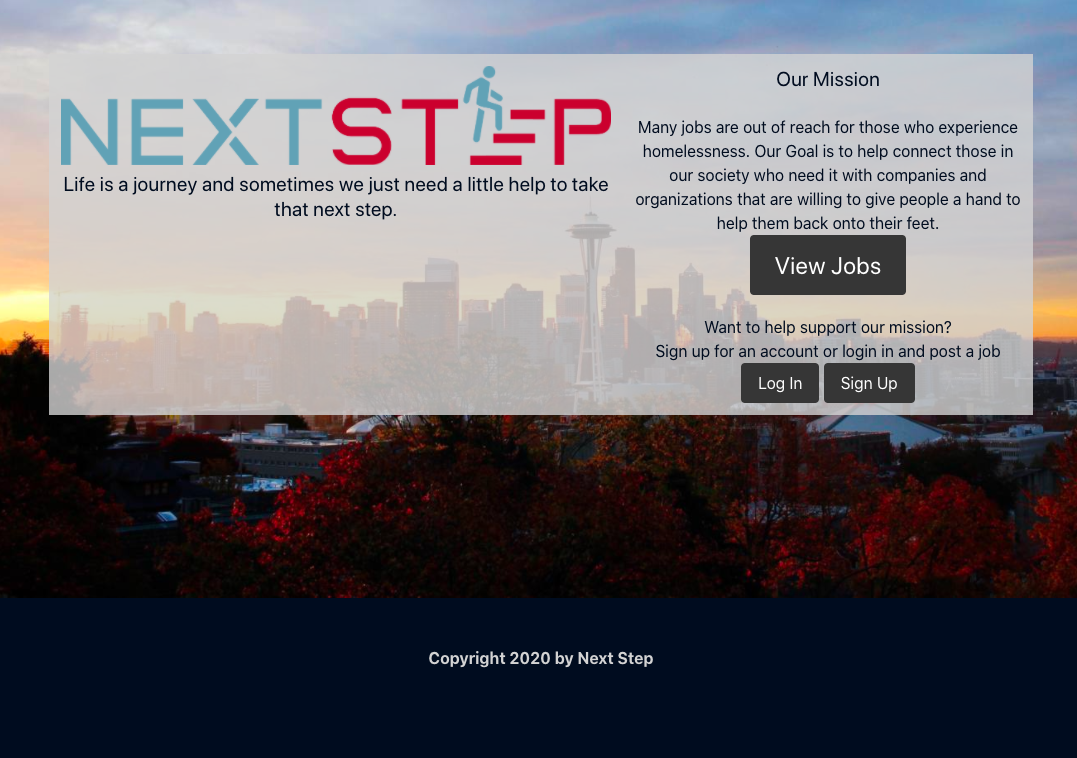 NEXTSTEP
Life is a journey and sometimes we just need a little help to take
that next step.
Our Mission
Many jobs are out of reach for those who experience
homelessness. Our Goal is to help connect those in
our society who need it with companies and
organizations that are willing to give people a hand to
help them back onto their feet.
View Jobs
Want to help support our mission?
Sign up for an account or login in and post a job
Log In Sign Up
Copyright 2020 by Next Step